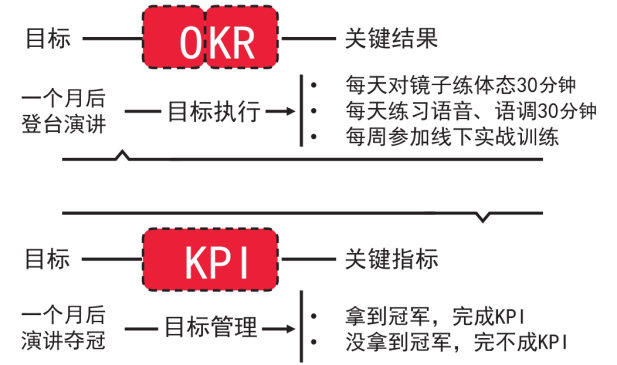 目标 OKR 关键结果
一个月后
登台演讲
目标执行
• 每天对镜子练体态30分钟
• 每天练习语音、语调30分钟
• 每周参加线下实战训练
目标 KPI 关键指标
一个月后
演讲夺冠
目标管理
• 拿到冠军，完成KPI
• 没拿到冠军，完不成KPI